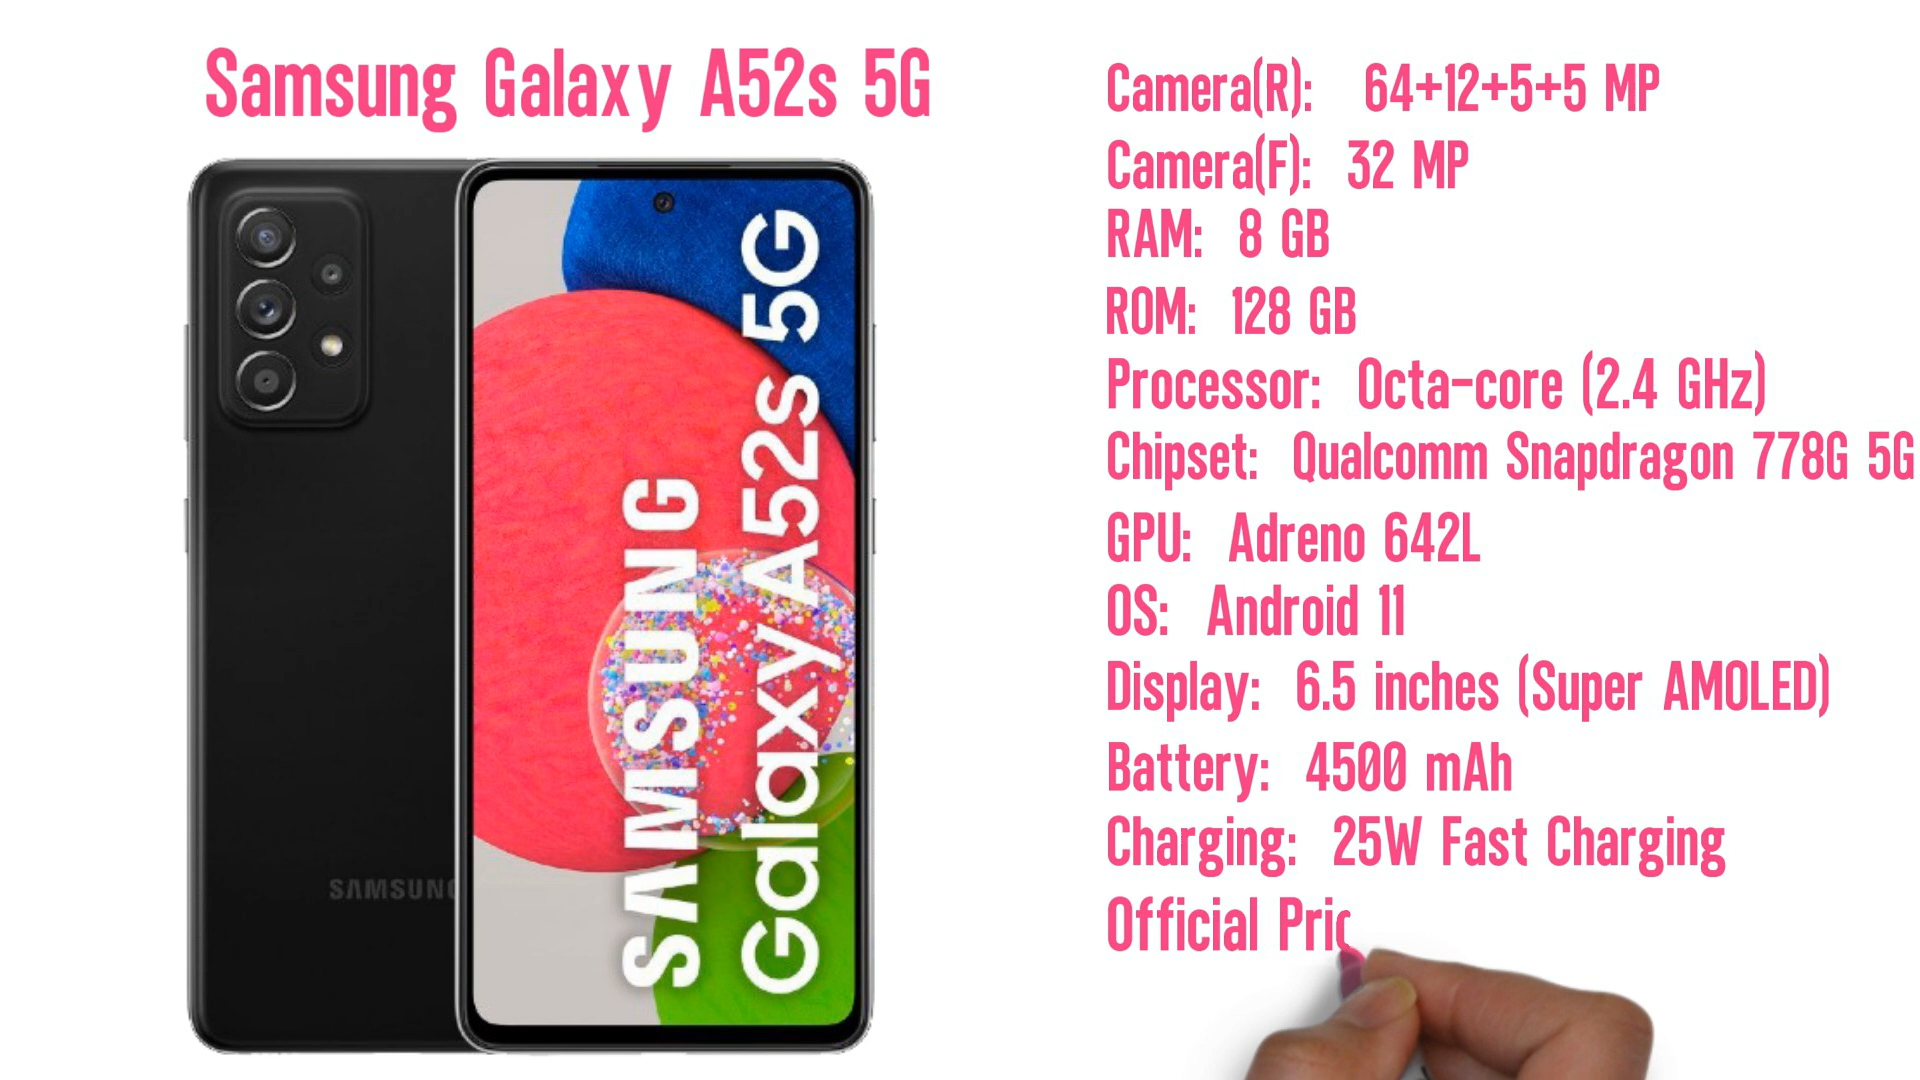 Samsung Galaxy A52s 5G
SAMSUNG
SAMSUNG
Galaxy A52s 5G
Camera(R): 64+12+5+5 MP
Camera(F): 32 MP
RAM: 8 GB
ROM: 128 GB
Processor: Octa-core (2.4 GHz)
Chipset: Qualcomm Snapdragon 778G 5G
GPU: Adreno 642L
OS: Android 11
Display: 6.5 inches (Super AMOLED)
Battery: 4500 mAh
Charging: 25W Fast Charging
Official Pric